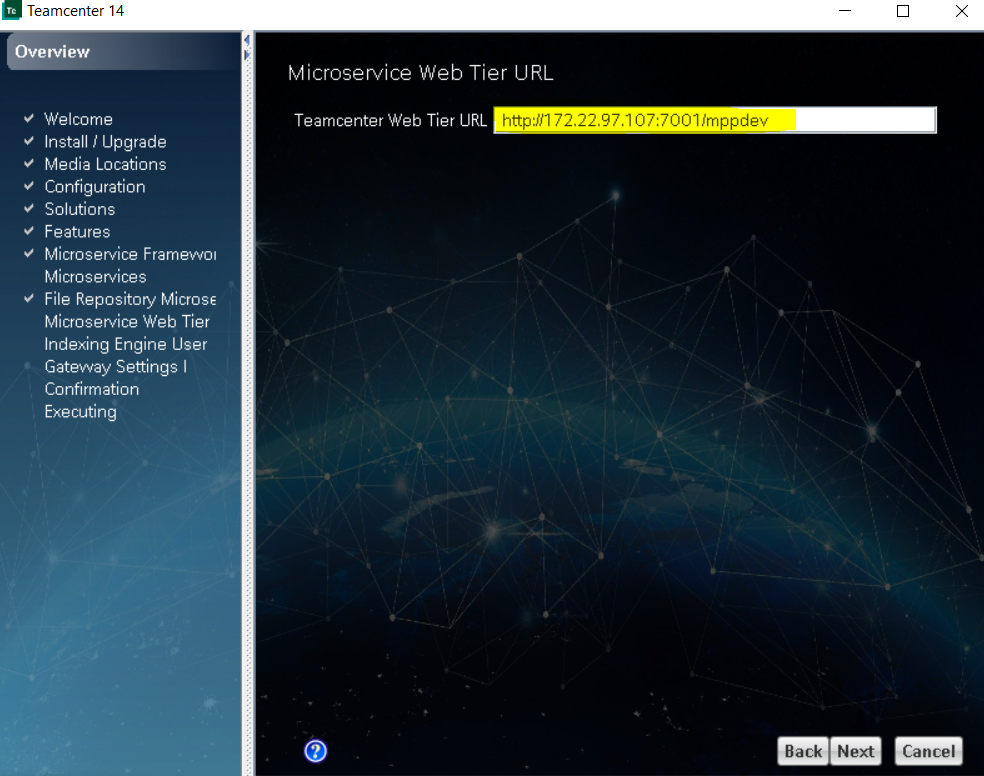 Tc Teamcenter 14
Overview
Welcome
Install / Upgrade
Media Locations
Configuration
Solutions
Features
Microservice Framewor
Microservices
File Repository Microse
Microservice Web Tier
Indexing Engine User
Gateway Settings I
Confirmation
Executing
Microservice Web Tier URL
Teamcenter Web Tier URL http://172.22.97.107:7001/mppdev
?
Back Next Cancel